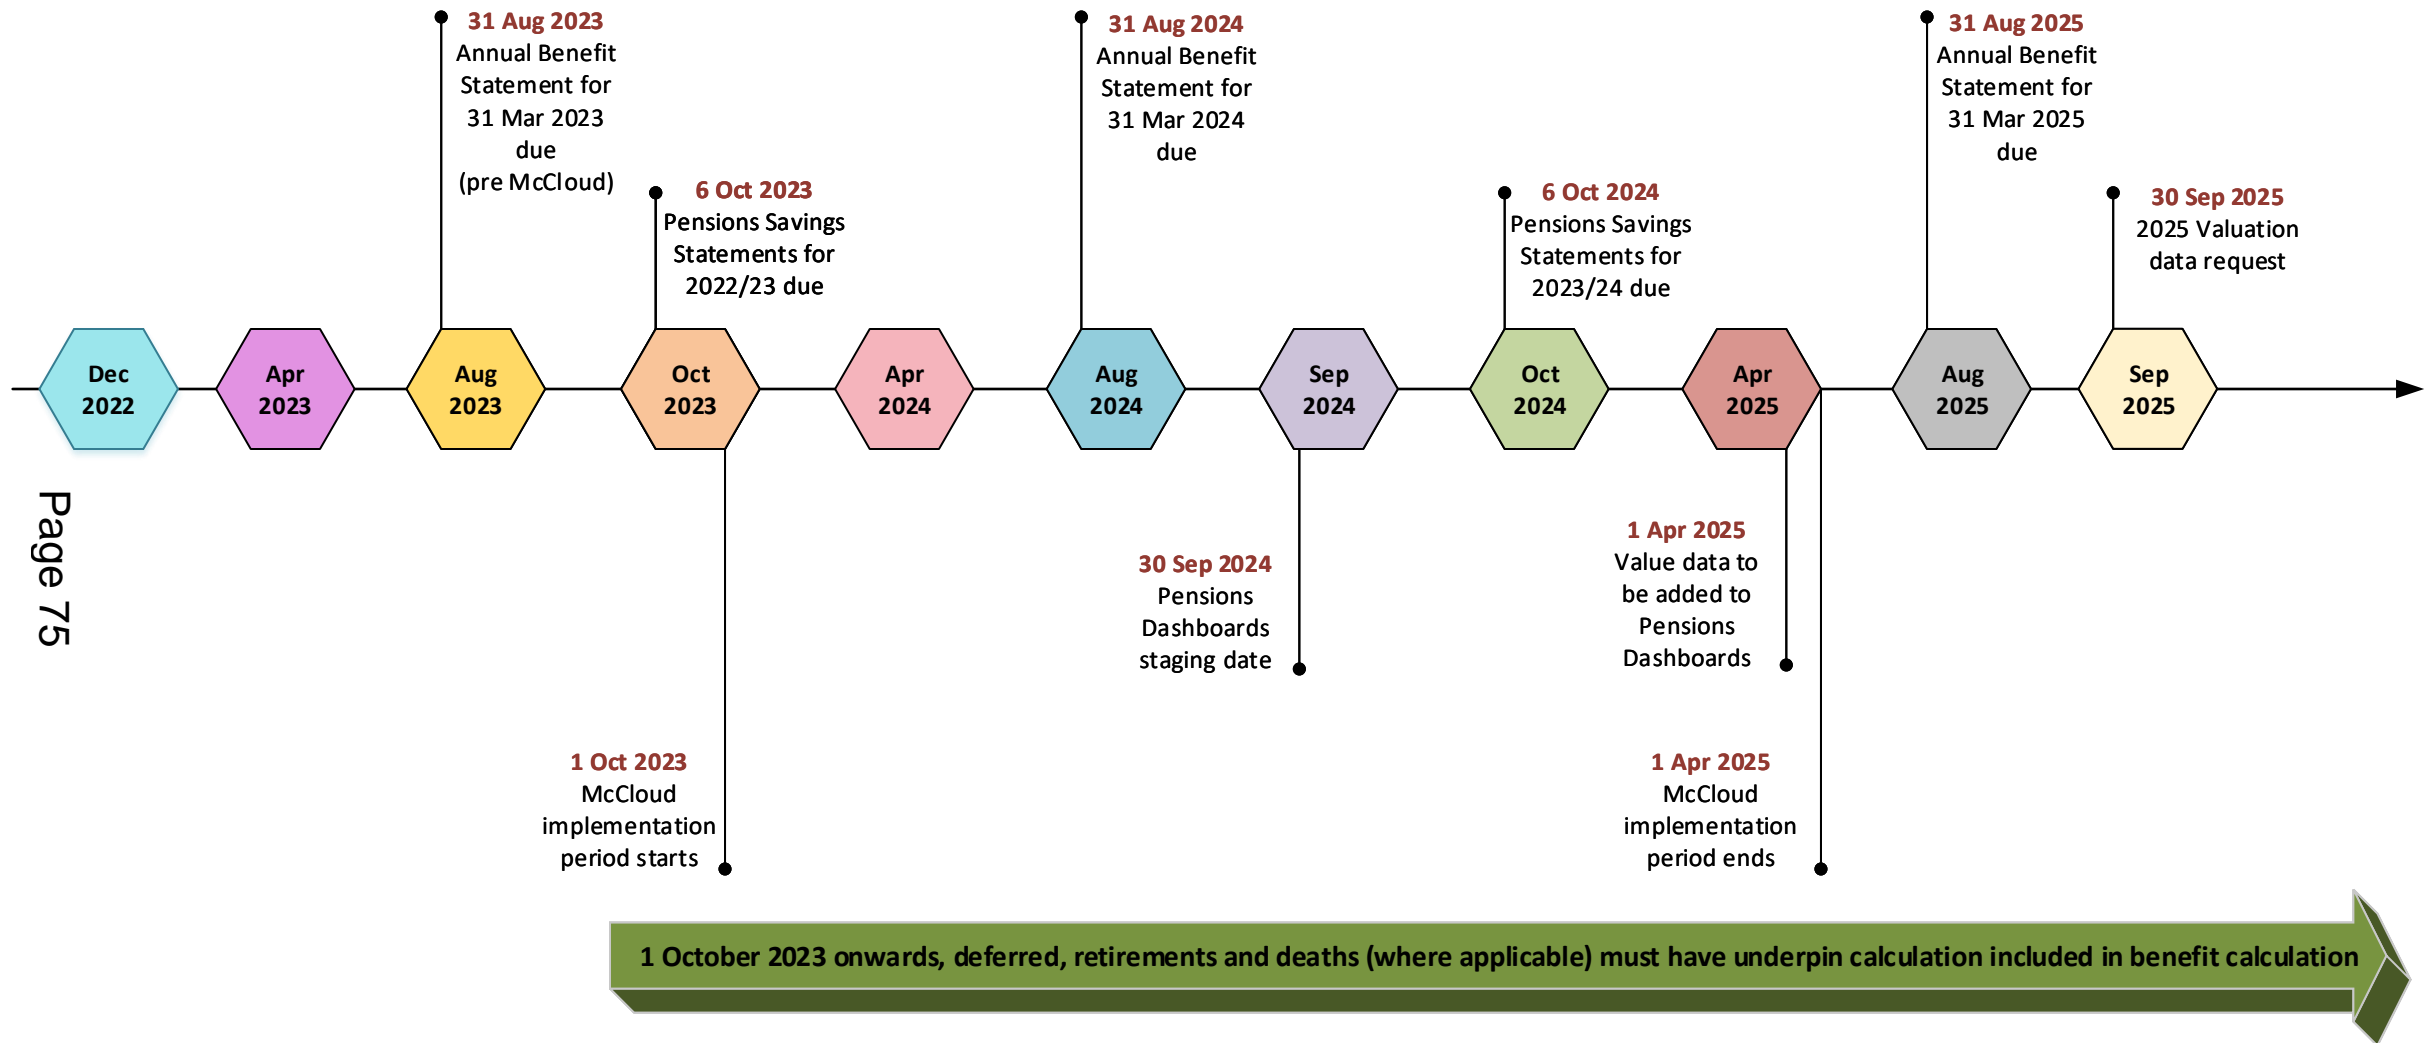 31 Aug 2023
Annual Benefit
Statement for
31 Mar 2023
due
(pre McCloud)
6 Oct 2023
Pensions Savings
Statements for
2022/23 due
31 Aug 2024
Annual Benefit
Statement for
31 Mar 2024
due
6 Oct 2024
Pensions Savings
Statements for
2023/24 due
31 Aug 2025
Annual Benefit
Statement for
31 Mar 2025
due
30 Sep 2025
2025 Valuation
data request
Dec
2022
Apr
2023
Aug
2023
Oct
2023
Apr
2024
Aug
2024
Sep
2024
Oct
2024
Apr
2025
Aug
2025
Sep
2025
Page 75
1 Oct 2023
McCloud
implementation
period starts
30 Sep 2024
Pensions
Dashboards
staging date
1 Apr 2025
Value data to
be added to
Pensions
Dashboards
1 Apr 2025
McCloud
implementation
period ends
1 October 2023 onwards, deferred, retirements and deaths (where applicable) must have underpin calculation included in benefit calculation